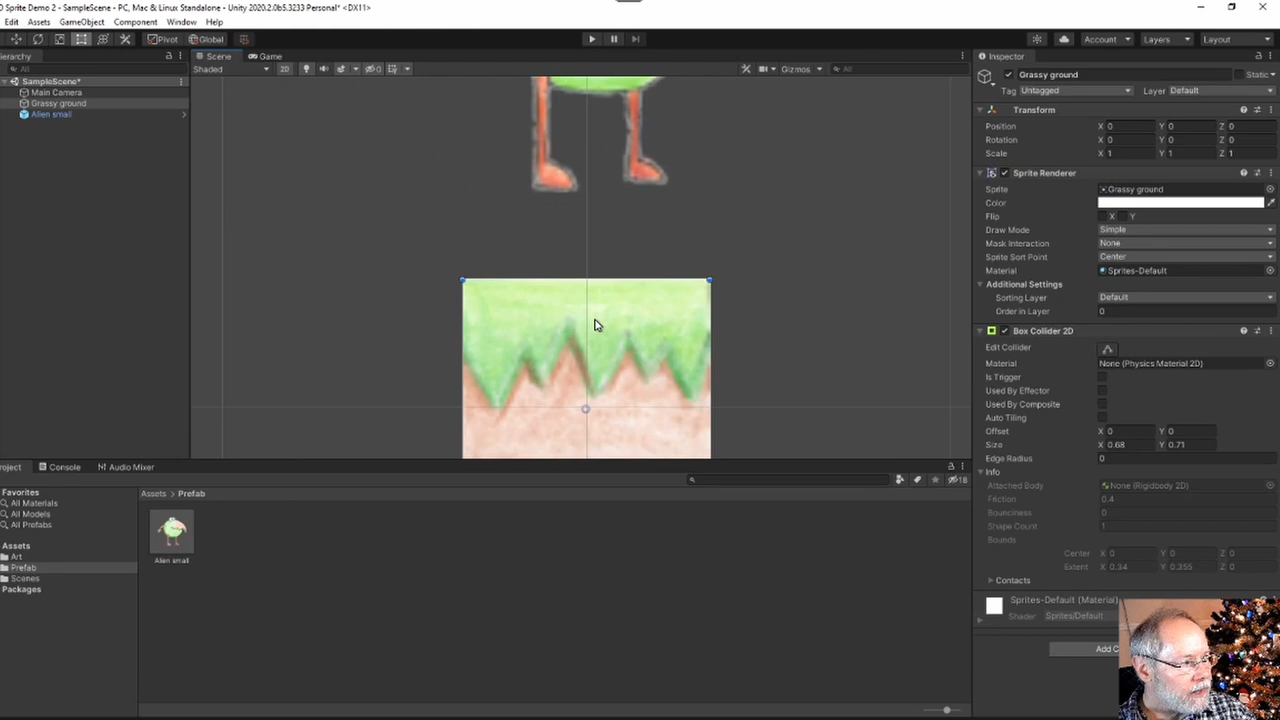 D Sprite Demo 2 - SampleScene - PC, Mac & Linux Standalone - Unity 2020.2.0b5.3233 Personal* <DX11>
Edit Assets GameObject Component Window Help
Pivot Global Account Layers Layout
ierarchy Scene Game Inspector
All Shaded 2D 0 Gizmos All Grassy ground Static
SampleScene* Tag Untagged Layer Default
Main Camera
Grassy ground
Alien small
Transform
Position X 0 Y 0 Z 0
Rotation X 0 Y 0 Z 0
Scale X 1 Y 1 Z 1
Sprite Renderer
Sprite Grassy ground
Color
Flip X Y
Draw Mode Simple
Mask Interaction None
Sprite Sort Point Center
Material Sprites-Default
Additional Settings
Sorting Layer Default
Order in Layer 0
Box Collider 2D
Edit Collider
Material None (Physics Material 2D)
Is Trigger
Used By Effector
Used By Composite
Auto Tiling
Offset X 0 Y 0
Size X 0.68 Y 0.71
Edge Radius 0
Info
Attached Body None (Rigidbody 2D)
Friction 0.4
Bounciness 0
Shape Count 1
Bounds
Center X 0 Y 0 Z 0
Extent X 0.34 Y 0.355 Z 0
Contacts
Sprites-Default (Material)
Shader Sprites/Default
Add C
roject Console Audio Mixer
18
Favorites
All Materials
All Models
All Prefabs
Assets
Art
Prefab
Scenes
Packages
Assets > Prefab
Alien small